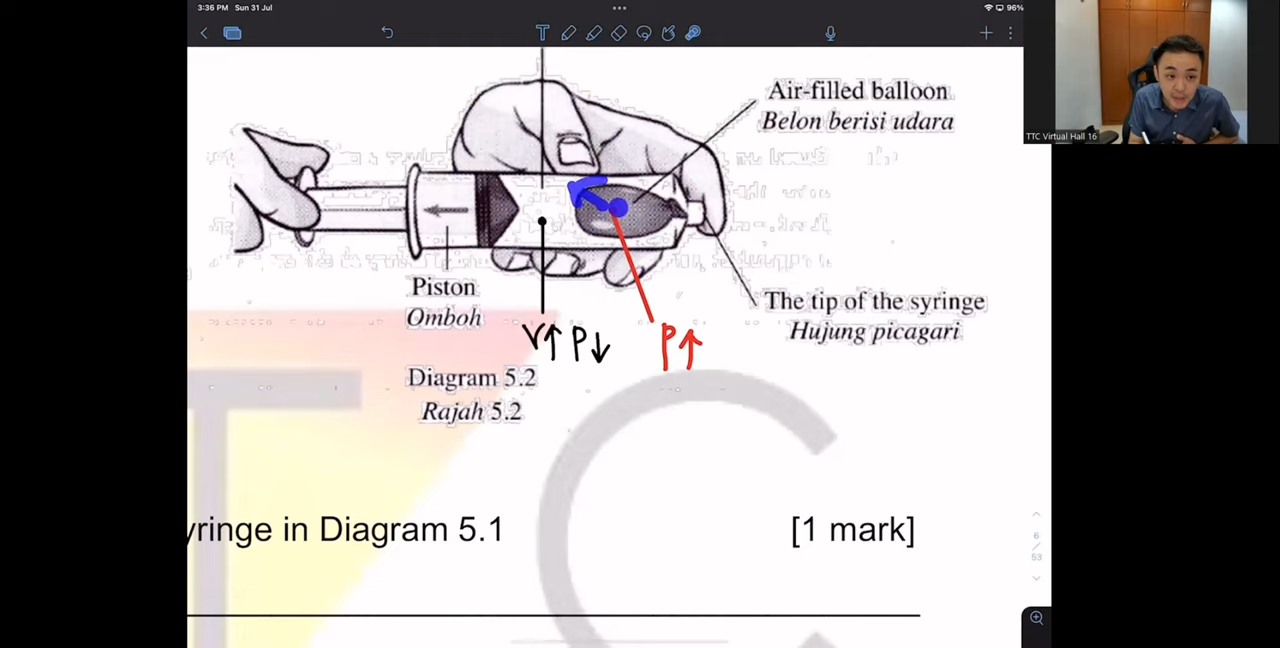 3:36 PM Sun 31 Jul
96%
T
Air-filled balloon
Belon berisi udara
TTC Virtual Hall 16
Piston
Omboh
The tip of the syringe
Hujung picagari
V↑ P↓
P↑
Diagram 5.2
Rajah 5.2
yringe in Diagram 5.1
[1 mark]
6
/
53